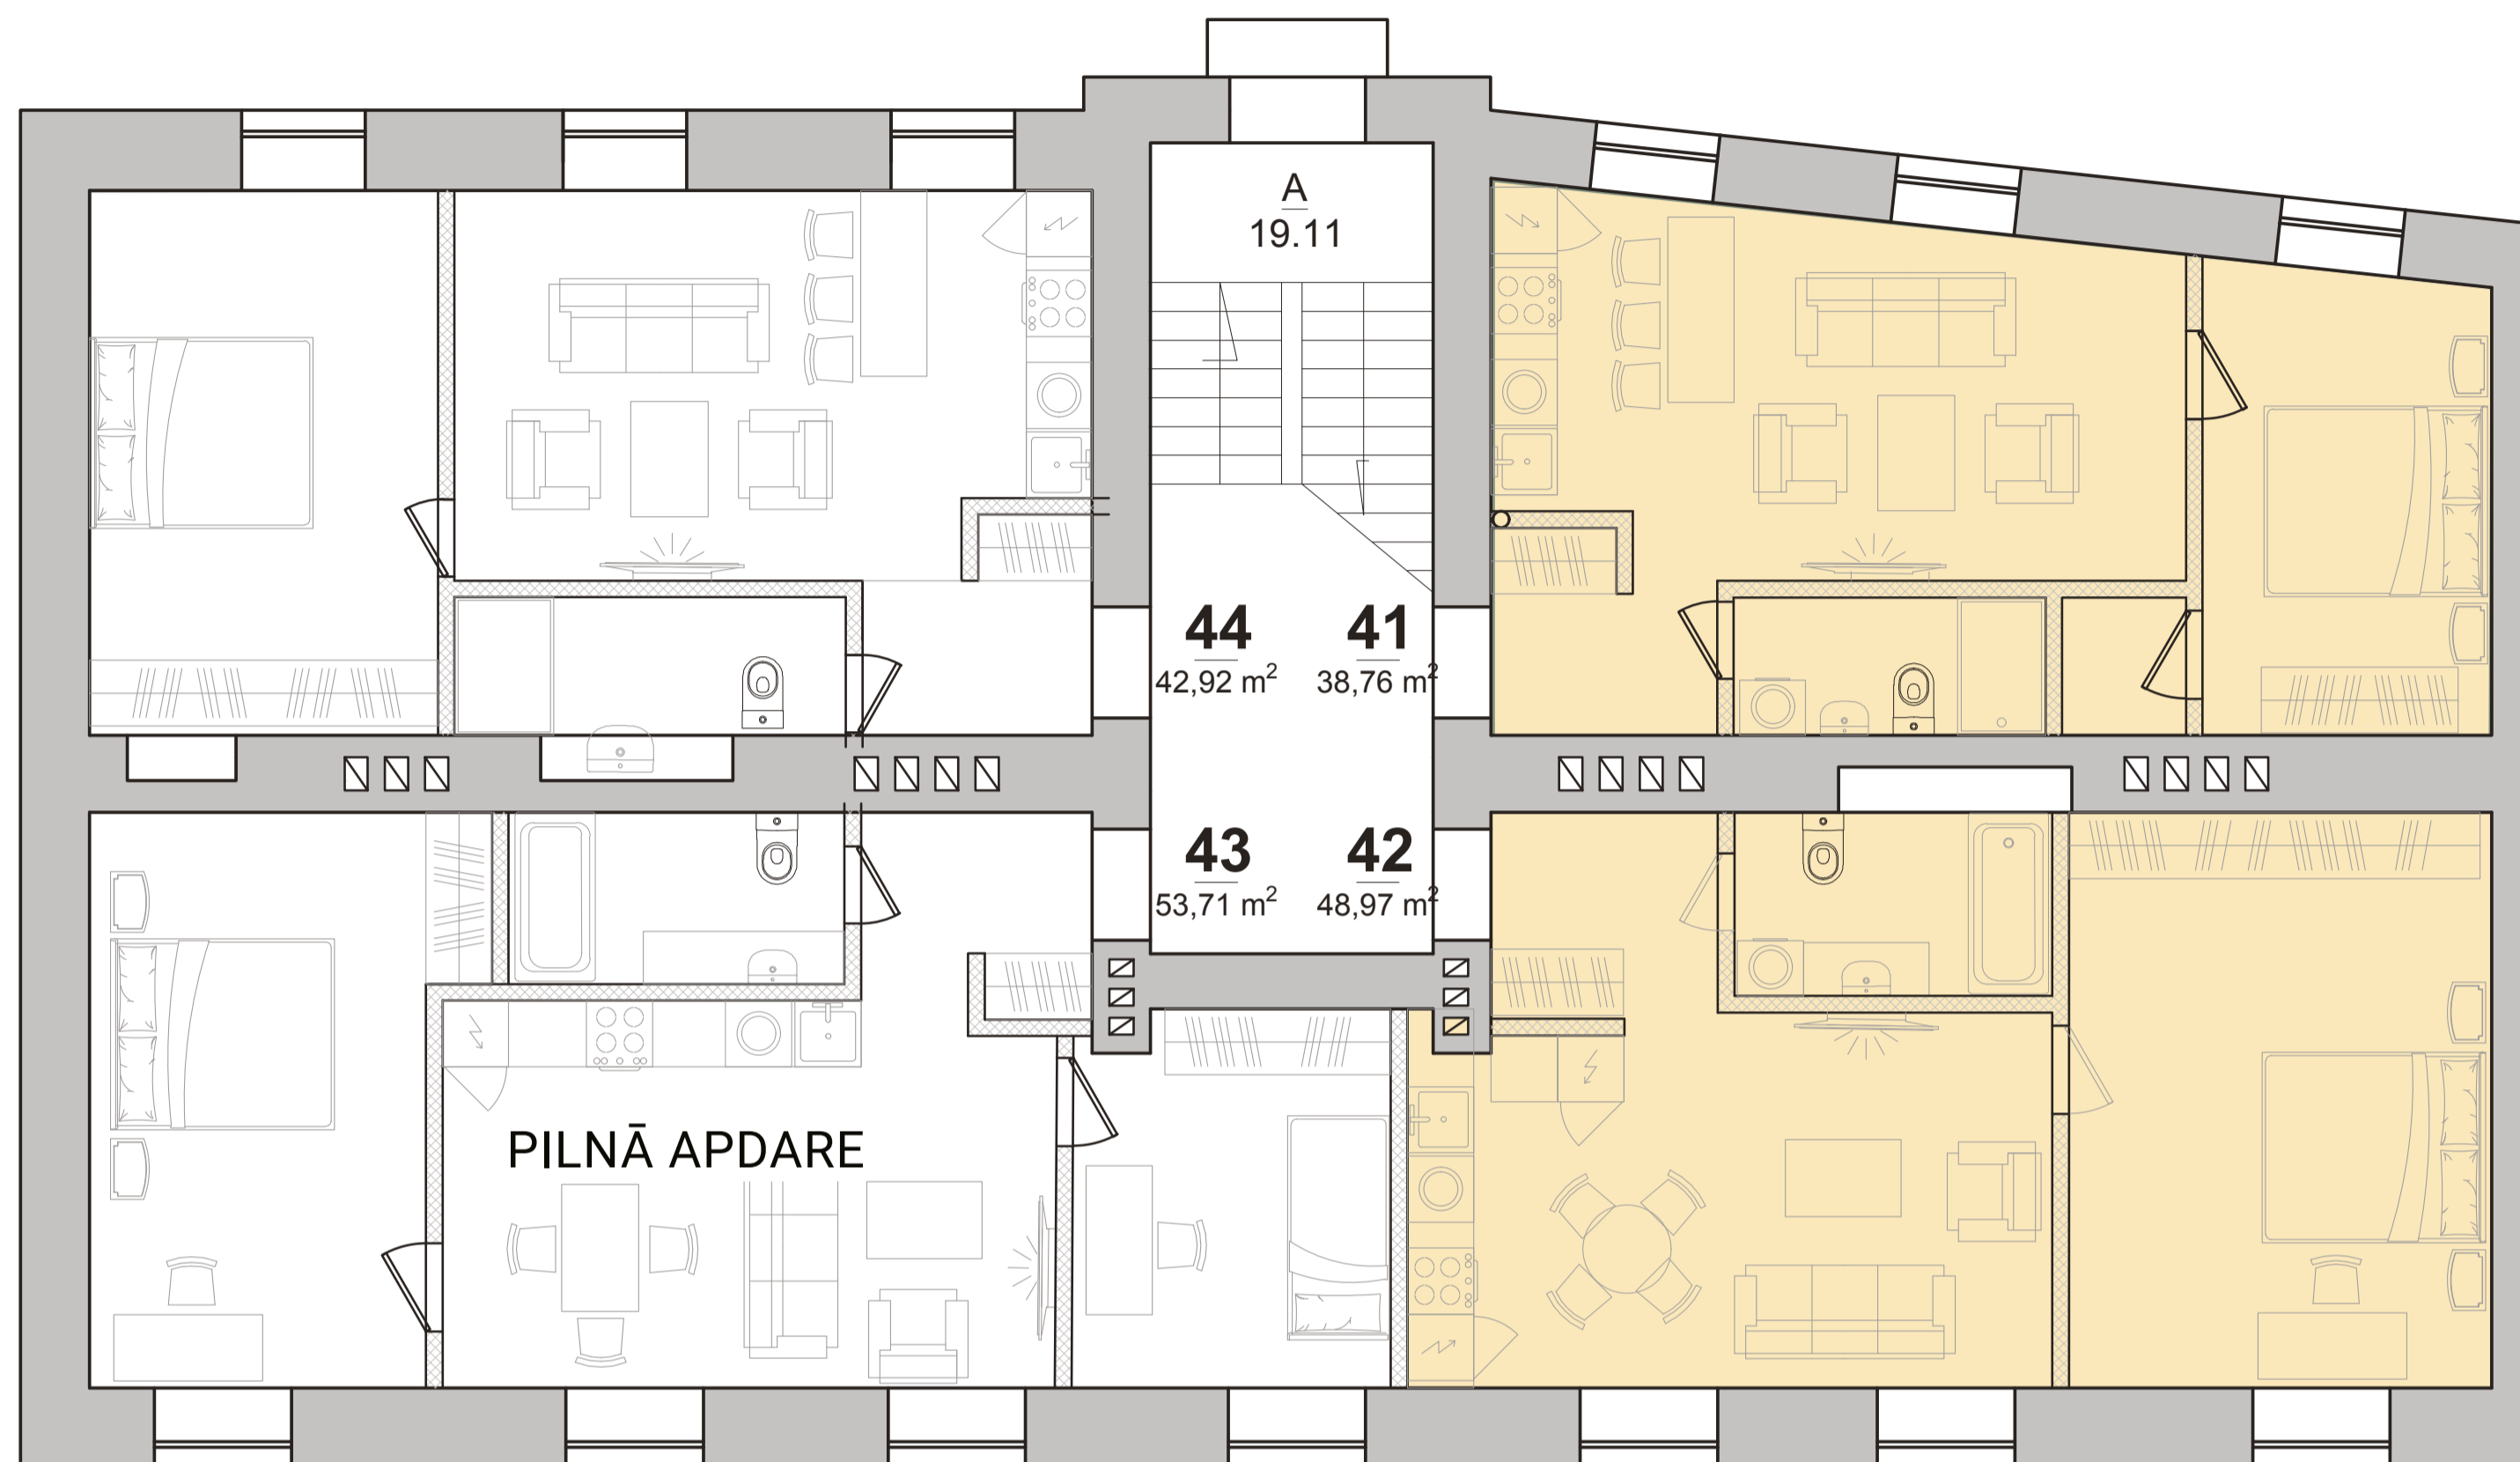 A
19.11
44
42,92 m²
41
38,76 m²
43
53,71 m²
42
48,97 m²
PILNĀ APDARE